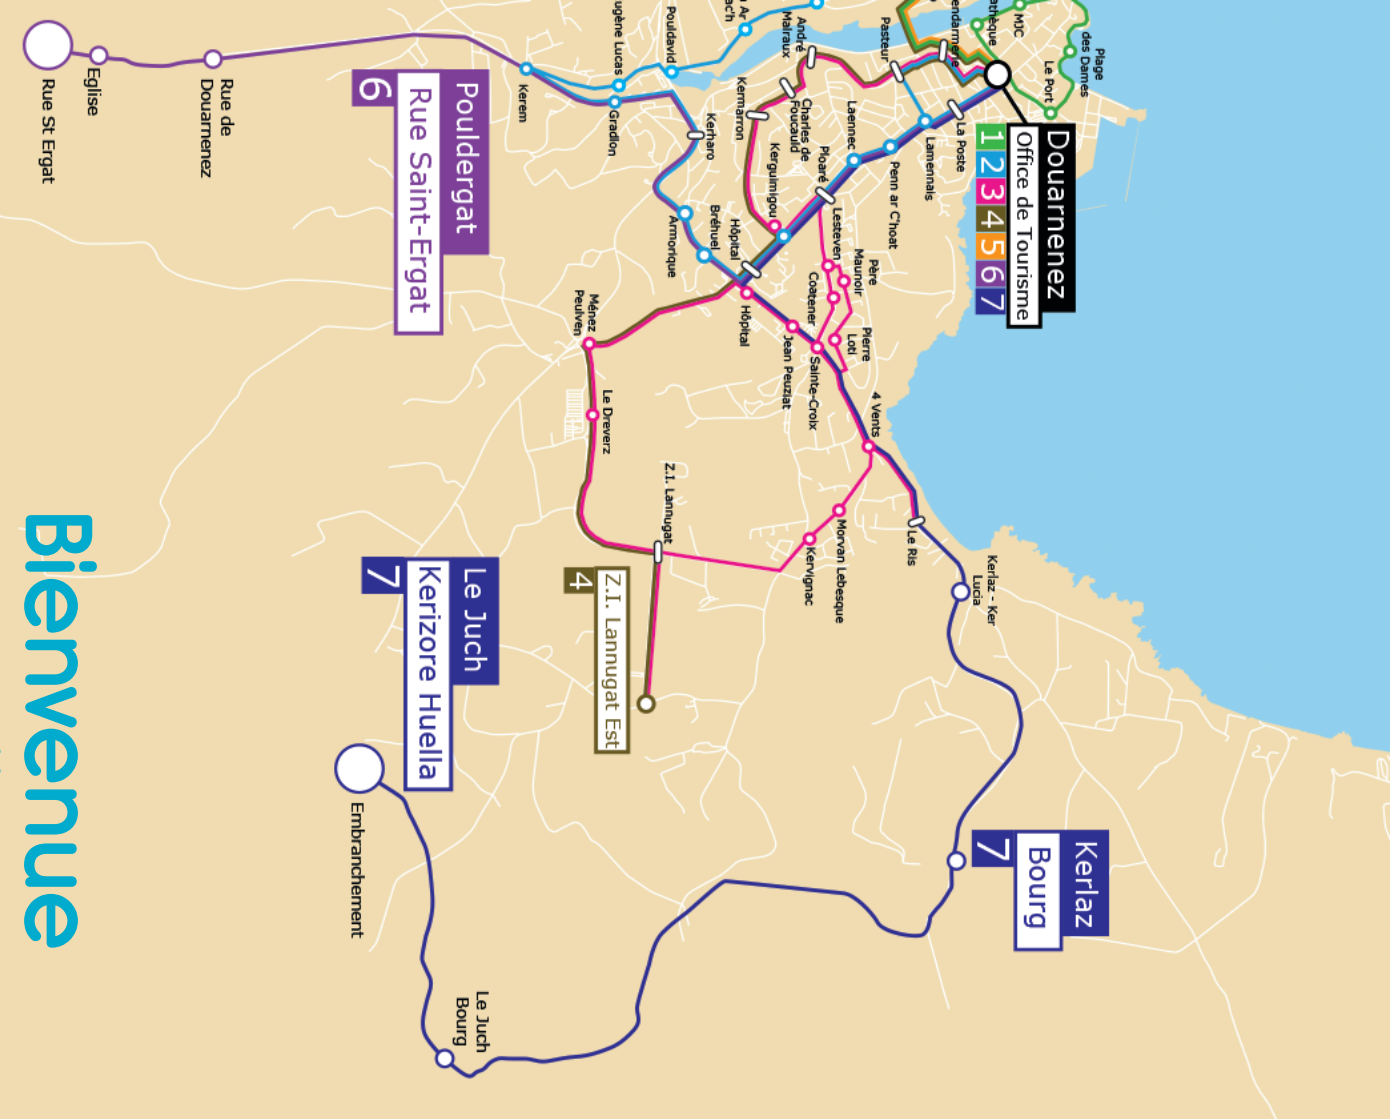 Plage
des Dames
MJC
Le Port
Douarnenez
Office de Tourisme
1 2 3 4 5 6 7
Pasteur
La Poste
Lamennais
Penn ar C'hoat
Laennec
Ploaré
André
Malraux
Charles de
Foucauld
Kermarron
Kerguimigou
Lesteven
Père
Maunoir
Coatener
Pierre
Loti
Pouldavid
Kerharo
Gradlon
Kerem
Armorique
Bréhuel
Hôpital
Hôpital
Jean Peuziat
Sainte-Croix
4 Vents
Le Ris
Morvan Lebesque
Kervignac
Ménez
Peulven
Le Dreverz
Z.I. Lannugat
Z.I. Lannugat Est
4
Kerlaz - Ker
Lucia
Kerlaz
Bourg
7
Pouldergat
Rue Saint-Ergat
6
Rue de
Douarnenez
Eglise
Rue St Ergat
Le Juch
Kerizore Huella
7
Embranchement
Le Juch
Bourg
Bienvenue